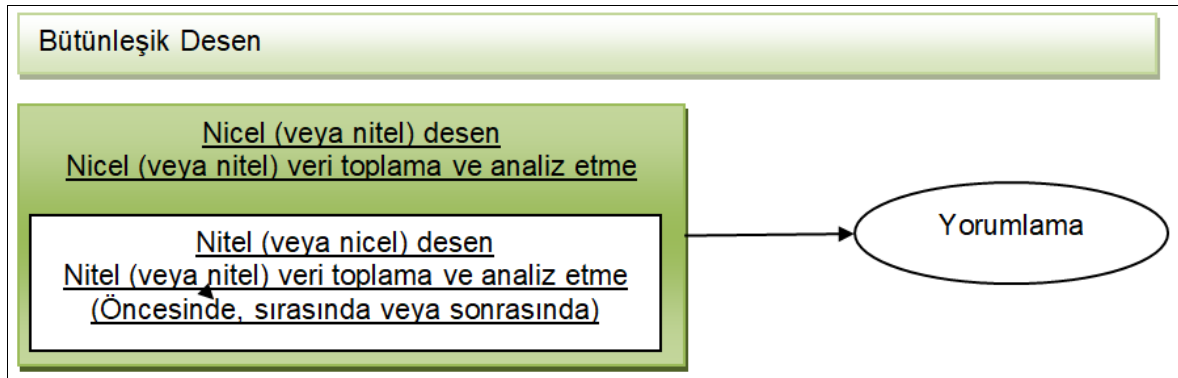 Bütünleşik Desen
Nicel (veya nitel) desen
Nicel (veya nitel) veri toplama ve analiz etme
Nitel (veya nicel) desen
Nitel (veya nitel) veri toplama ve analiz etme
(Öncesinde, sırasında veya sonrasında)
Yorumlama